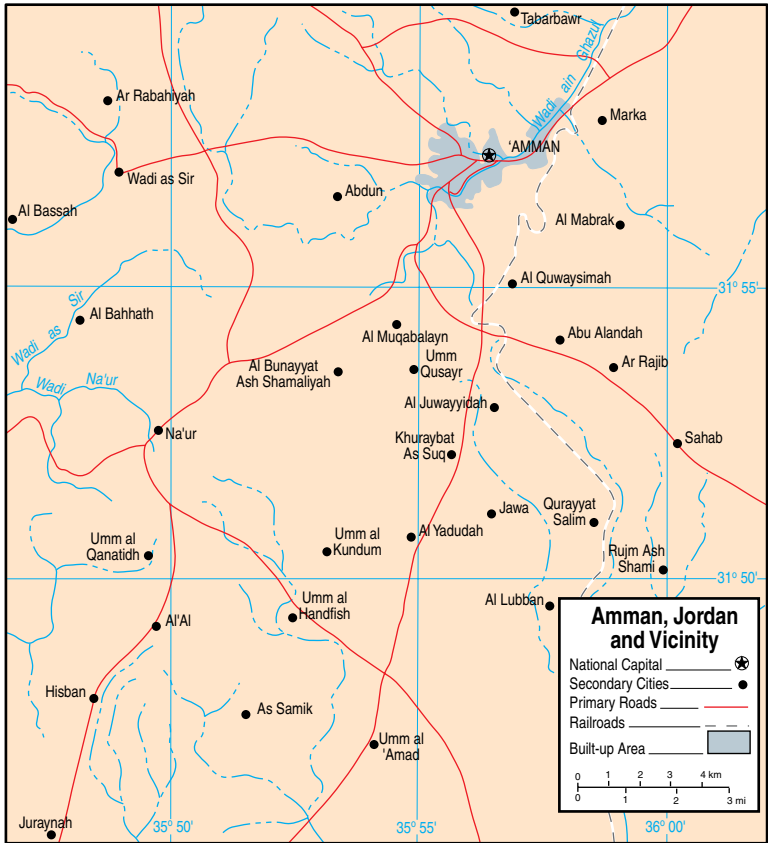 Tabarbawr
Wadi ain Ghazul
Ar Rabahiyah
Marka
'AMMAN
Wadi as Sir
Abdun
Al Bassah
Al Mabrak
Al Quwaysimah
31° 55'
Wadi as Sir
Al Bahhath
Al Muqabalayn
Abu Alandah
Umm
Qusayr
Al Bunayyat
Ash Shamaliyah
Ar Rajib
Wadi Na'ur
Al Juwayyidah
Na'ur
Khuraybat
As Suq
Sahab
Jawa
Qurayyat
Salim
Umm al
Qanatidh
Umm al
Kundum
Al Yadudah
Rujm Ash
Shami
31° 50'
Umm al
Handfish
Al Lubban
Al'Al
Hisban
As Samik
Umm al
'Amad
Juraynah
35° 50'
35° 55'
36° 00'
Amman, Jordan
and Vicinity
National Capital
Secondary Cities
Primary Roads
Railroads
Built-up Area
0 1 2 3 4 km
0 1 2 3 mi